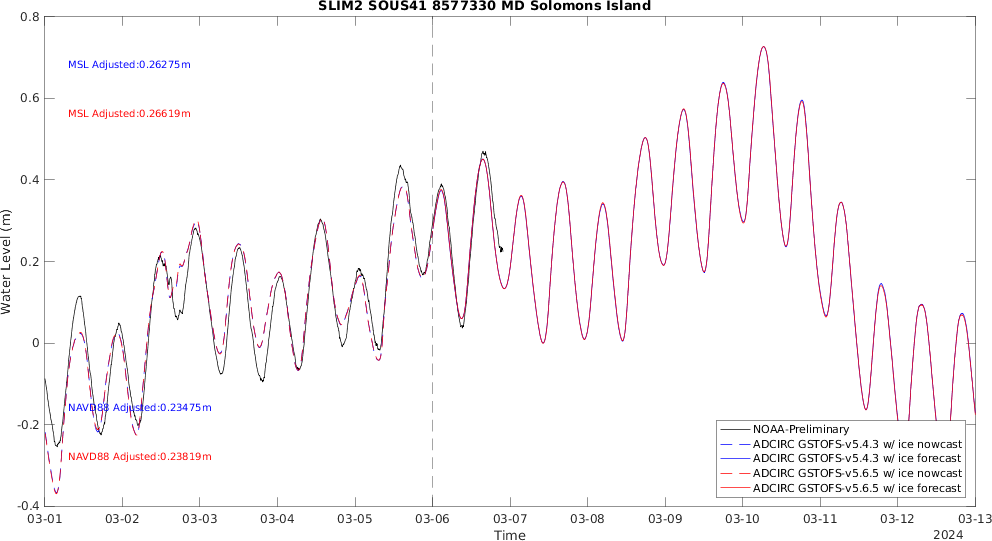 SLIM2 SOUS41 8577330 MD Solomons Island
0.8
0.6
0.4
0.2
0
-0.2
-0.4
Water Level (m)
MSL Adjusted:0.26275m
MSL Adjusted:0.26619m
NAVD88 Adjusted:0.23475m
NAVD88 Adjusted:0.23819m
NOAA-Preliminary
ADCIRC GSTOFS-v5.4.3 w/ ice nowcast
ADCIRC GSTOFS-v5.4.3 w/ ice forecast
ADCIRC GSTOFS-v5.6.5 w/ ice nowcast
ADCIRC GSTOFS-v5.6.5 w/ ice forecast
03-01 03-02 03-03 03-04 03-05 03-06 03-07 03-08 03-09 03-10 03-11 03-12 03-13
Time
2024